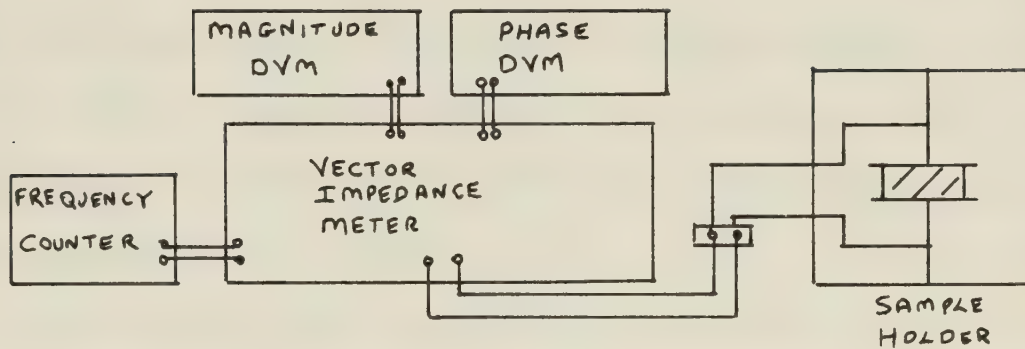 MAGNITUDE
DVM
PHASE
DVM
VECTOR
IMPEDANCE
METER
FREQUENCY
COUNTER
SAMPLE
HOLDER